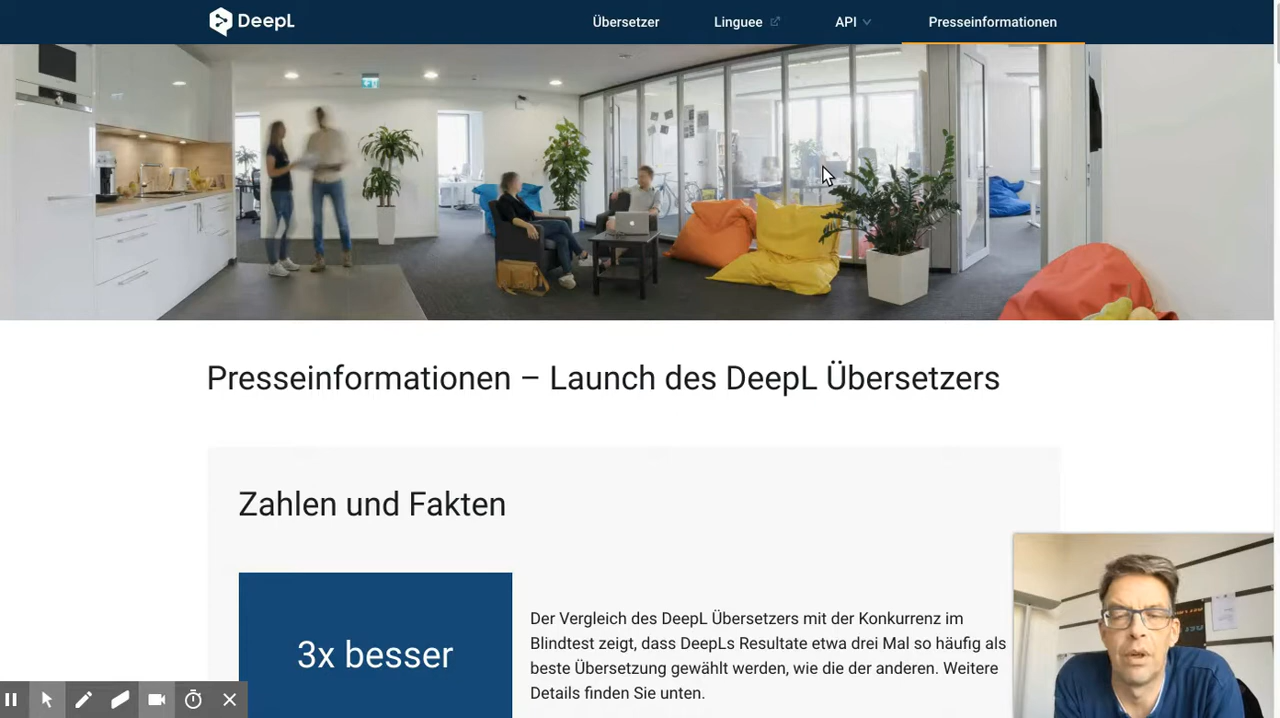 DeepL
Übersetzer
Linguee
API
Presseinformationen
Presseinformationen – Launch des DeepL Übersetzers
Zahlen und Fakten
3x besser
Der Vergleich des DeepL Übersetzers mit der Konkurrenz im
Blindtest zeigt, dass DeepLs Resultate etwa drei Mal so häufig als
beste Übersetzung gewählt werden, wie die der anderen. Weitere
Details finden Sie unten.